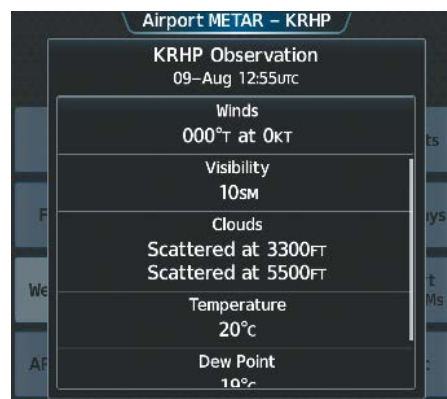 Airport METAR – KRHP
KRHP Observation
09–Aug 12:55UTC
Winds
000°T at 0KT
Visibility
10SM
Clouds
Scattered at 3300FT
Scattered at 5500FT
Temperature
20°C
Dew Point
19°C